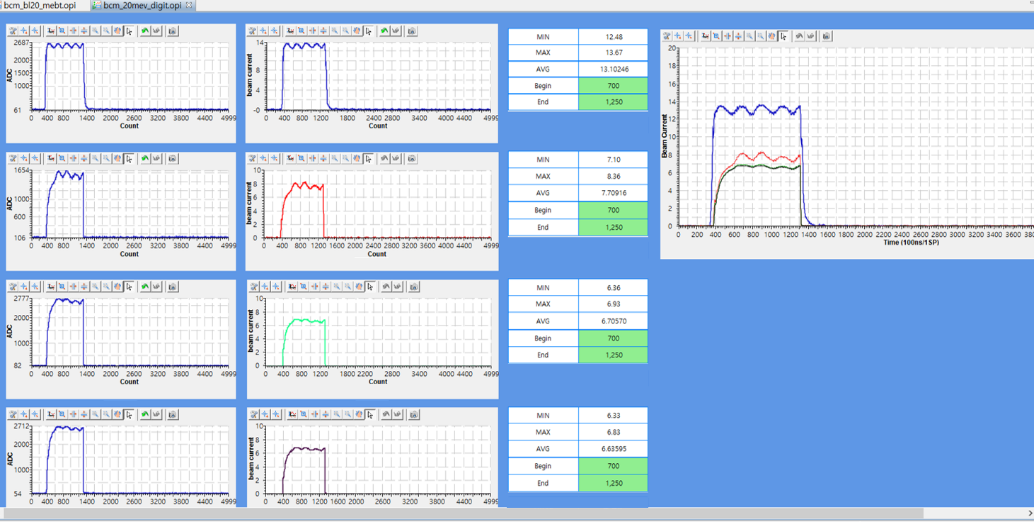 bcm_bl20_mebt.opi bcm_20mev_digit.opi
2687
2000
1500
1000
61
ADC
0 400 800 1400 2000 2600 3200 3800 4400 4999
Count
14
8
4
-0
beam current
0 400 800 1400 2000 2600 3200 3800 4400 4999
Count
MIN 12.48
MAX 13.67
AVG 13.10246
Begin 700
End 1,250
20
18
16
14
12
10
8
6
4
2
0
Beam Current
0 200 400 600 800 1000 1200 1400 1600 1800 2000 2200 2400 2600 2800 3000 3200 3400 3600 380
Time (100ns/1SP)
1654
1000
600
106
ADC
0 400 800 1400 2000 2600 3200 3800 4400 4999
Count
10
8
6
4
2
0
beam current
0 400 800 1200 1600 2000 2400 2800 3200 3600 4000 4400 4999
Count
MIN 7.10
MAX 8.36
AVG 7.70916
Begin 700
End 1,250
2777
2000
1000
82
ADC
0 400 800 1400 2000 2600 3200 3800 4400 4999
Count
10
8
6
4
2
0
beam current
0 400 800 1200 1800 2200 2800 3400 4000 4400 4999
Count
MIN 6.36
MAX 6.93
AVG 6.70570
Begin 700
End 1,250
2712
2000
1000
54
ADC
0 400 800 1400 2000 2600 3200 3800 4400 4999
10
8
6
4
2
0
beam current
0 400 800 1200 1600 2000 2600 3200 3800 4400 4999
MIN 6.33
MAX 6.83
AVG 6.63595
Begin 700
End 1,250